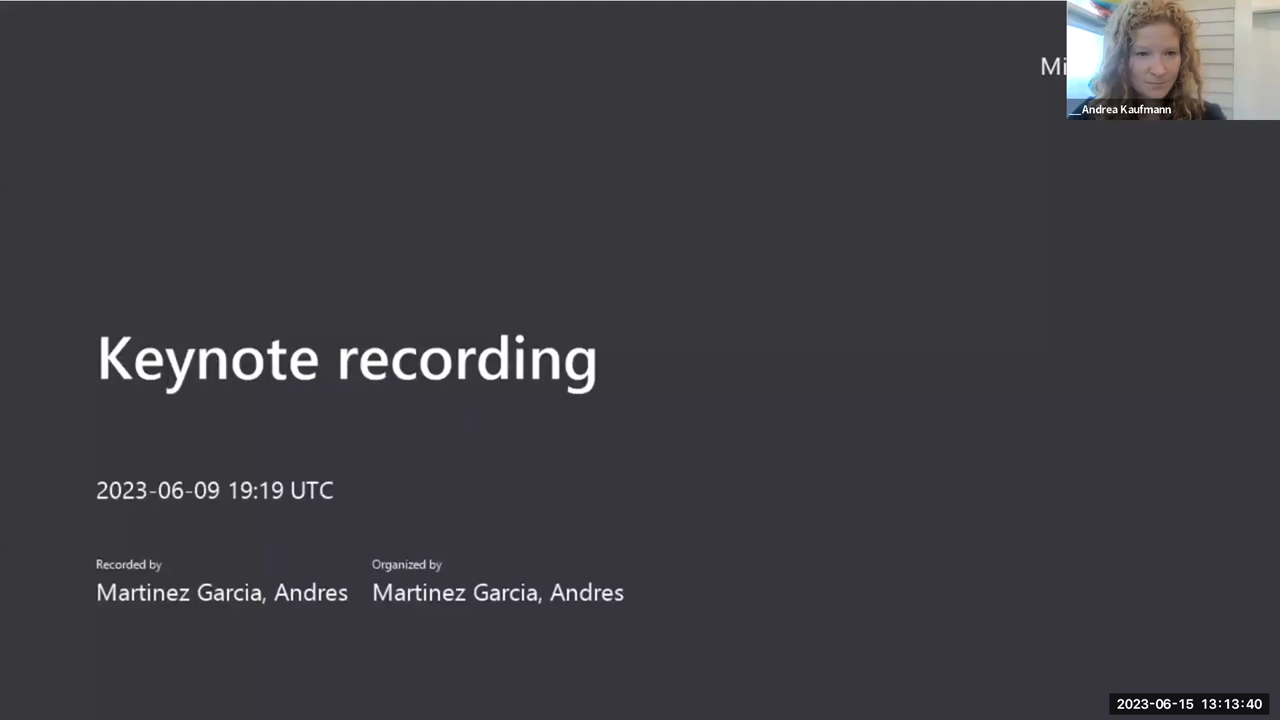 Mi
Andrea Kaufmann
Keynote recording
2023-06-09 19:19 UTC
Recorded by Organized by
Martinez Garcia, Andres Martinez Garcia, Andres
2023-06-15 13:13:40